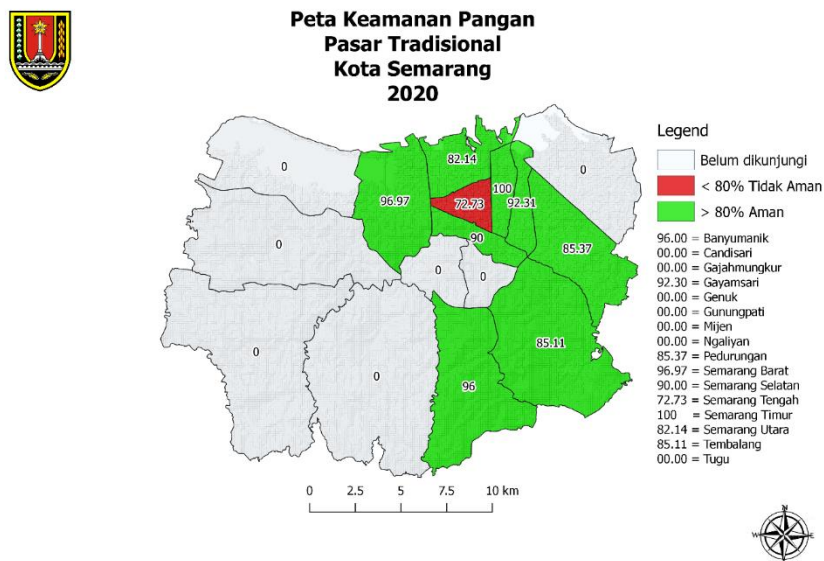 Peta Keamanan Pangan
Pasar Tradisional
Kota Semarang
2020
0
82.14
0
96.97
72.73
100
92.31
90
0
85.37
0
0
0
0
85.11
96
0 2.5 5 7.5 10 km
Legend
Belum dikunjungi
< 80% Tidak Aman
> 80% Aman
96.00 = Banyumanik
00.00 = Candisari
00.00 = Gajahmungkur
92.30 = Gayamsari
00.00 = Genuk
00.00 = Gunungpati
00.00 = Mijen
00.00 = Ngaliyan
85.37 = Pedurungan
96.97 = Semarang Barat
90.00 = Semarang Selatan
72.73 = Semarang Tengah
100 = Semarang Timur
82.14 = Semarang Utara
85.11 = Tembalang
00.00 = Tugu
N
W E
S